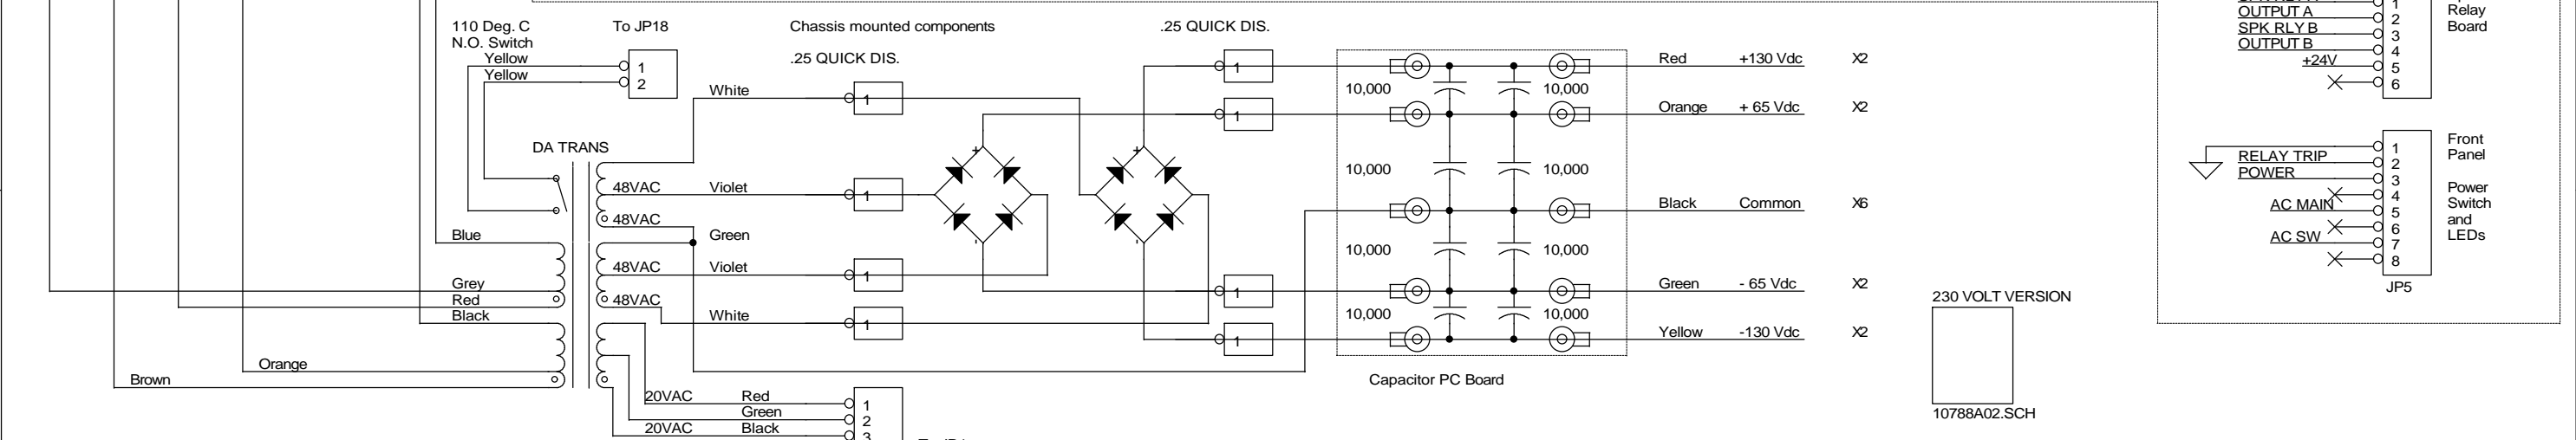 110 Deg. C
N.O. Switch
Yellow
Yellow
To JP18
1
2
Chassis mounted components
.25 QUICK DIS.
.25 QUICK DIS.
White
1
1
1
DA TRANS
48VAC
Violet
1
48VAC
Green
48VAC
Violet
1
48VAC
White
1
+
-
+
-
1
1
Blue
Grey
Red
Black
Orange
Brown
20VAC
Red
Green
20VAC
Black
1
2
3
10,000
10,000
10,000
10,000
10,000
10,000
10,000
10,000
Capacitor PC Board
Red +130 Vdc X2
Orange + 65 Vdc X2
Black Common X6
Green - 65 Vdc X2
Yellow -130 Vdc X2
230 VOLT VERSION
10788A02.SCH
OUTPUT A
SPK RLY B
OUTPUT B
+24V
1
2
3
4
5
6
Relay
Board
RELAY TRIP
POWER
AC MAIN
AC SW
1
2
3
4
5
6
7
8
JP5
Front
Panel
Power
Switch
and
LEDs